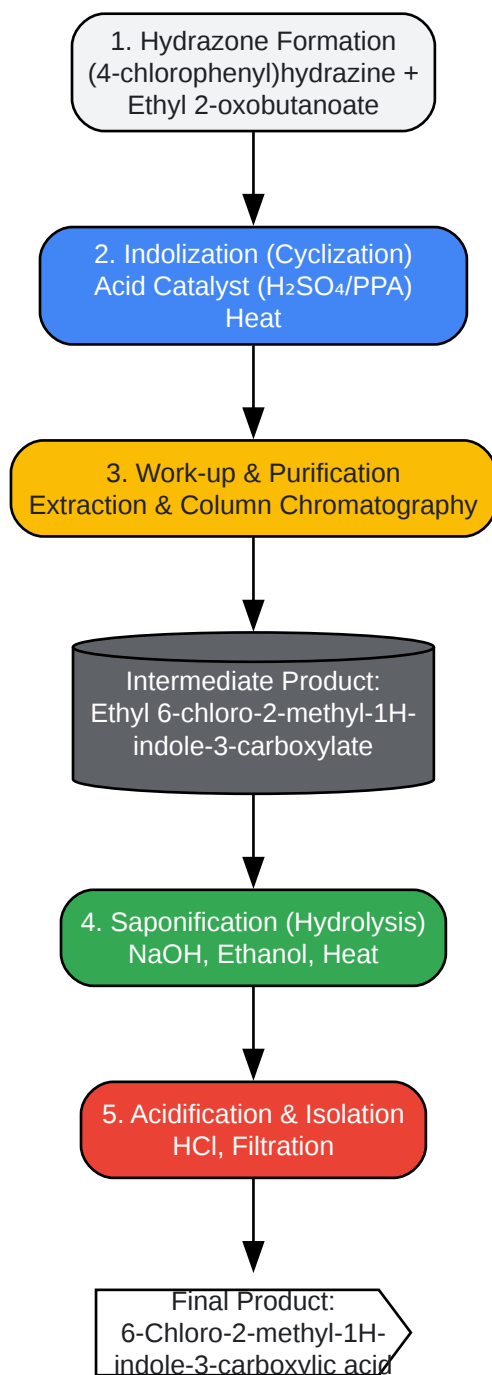 1. Hydrazone Formation
(4-chlorophenyl)hydrazine +
Ethyl 2-oxobutanoate
2. Indolization (Cyclization)
Acid Catalyst (H₂SO₄/PPA)
Heat
3. Work-up & Purification
Extraction & Column Chromatography
Intermediate Product:
Ethyl 6-chloro-2-methyl-1H-
indole-3-carboxylate
4. Saponification (Hydrolysis)
NaOH, Ethanol, Heat
5. Acidification & Isolation
HCl, Filtration
Final Product:
6-Chloro-2-methyl-1H-
indole-3-carboxylic acid